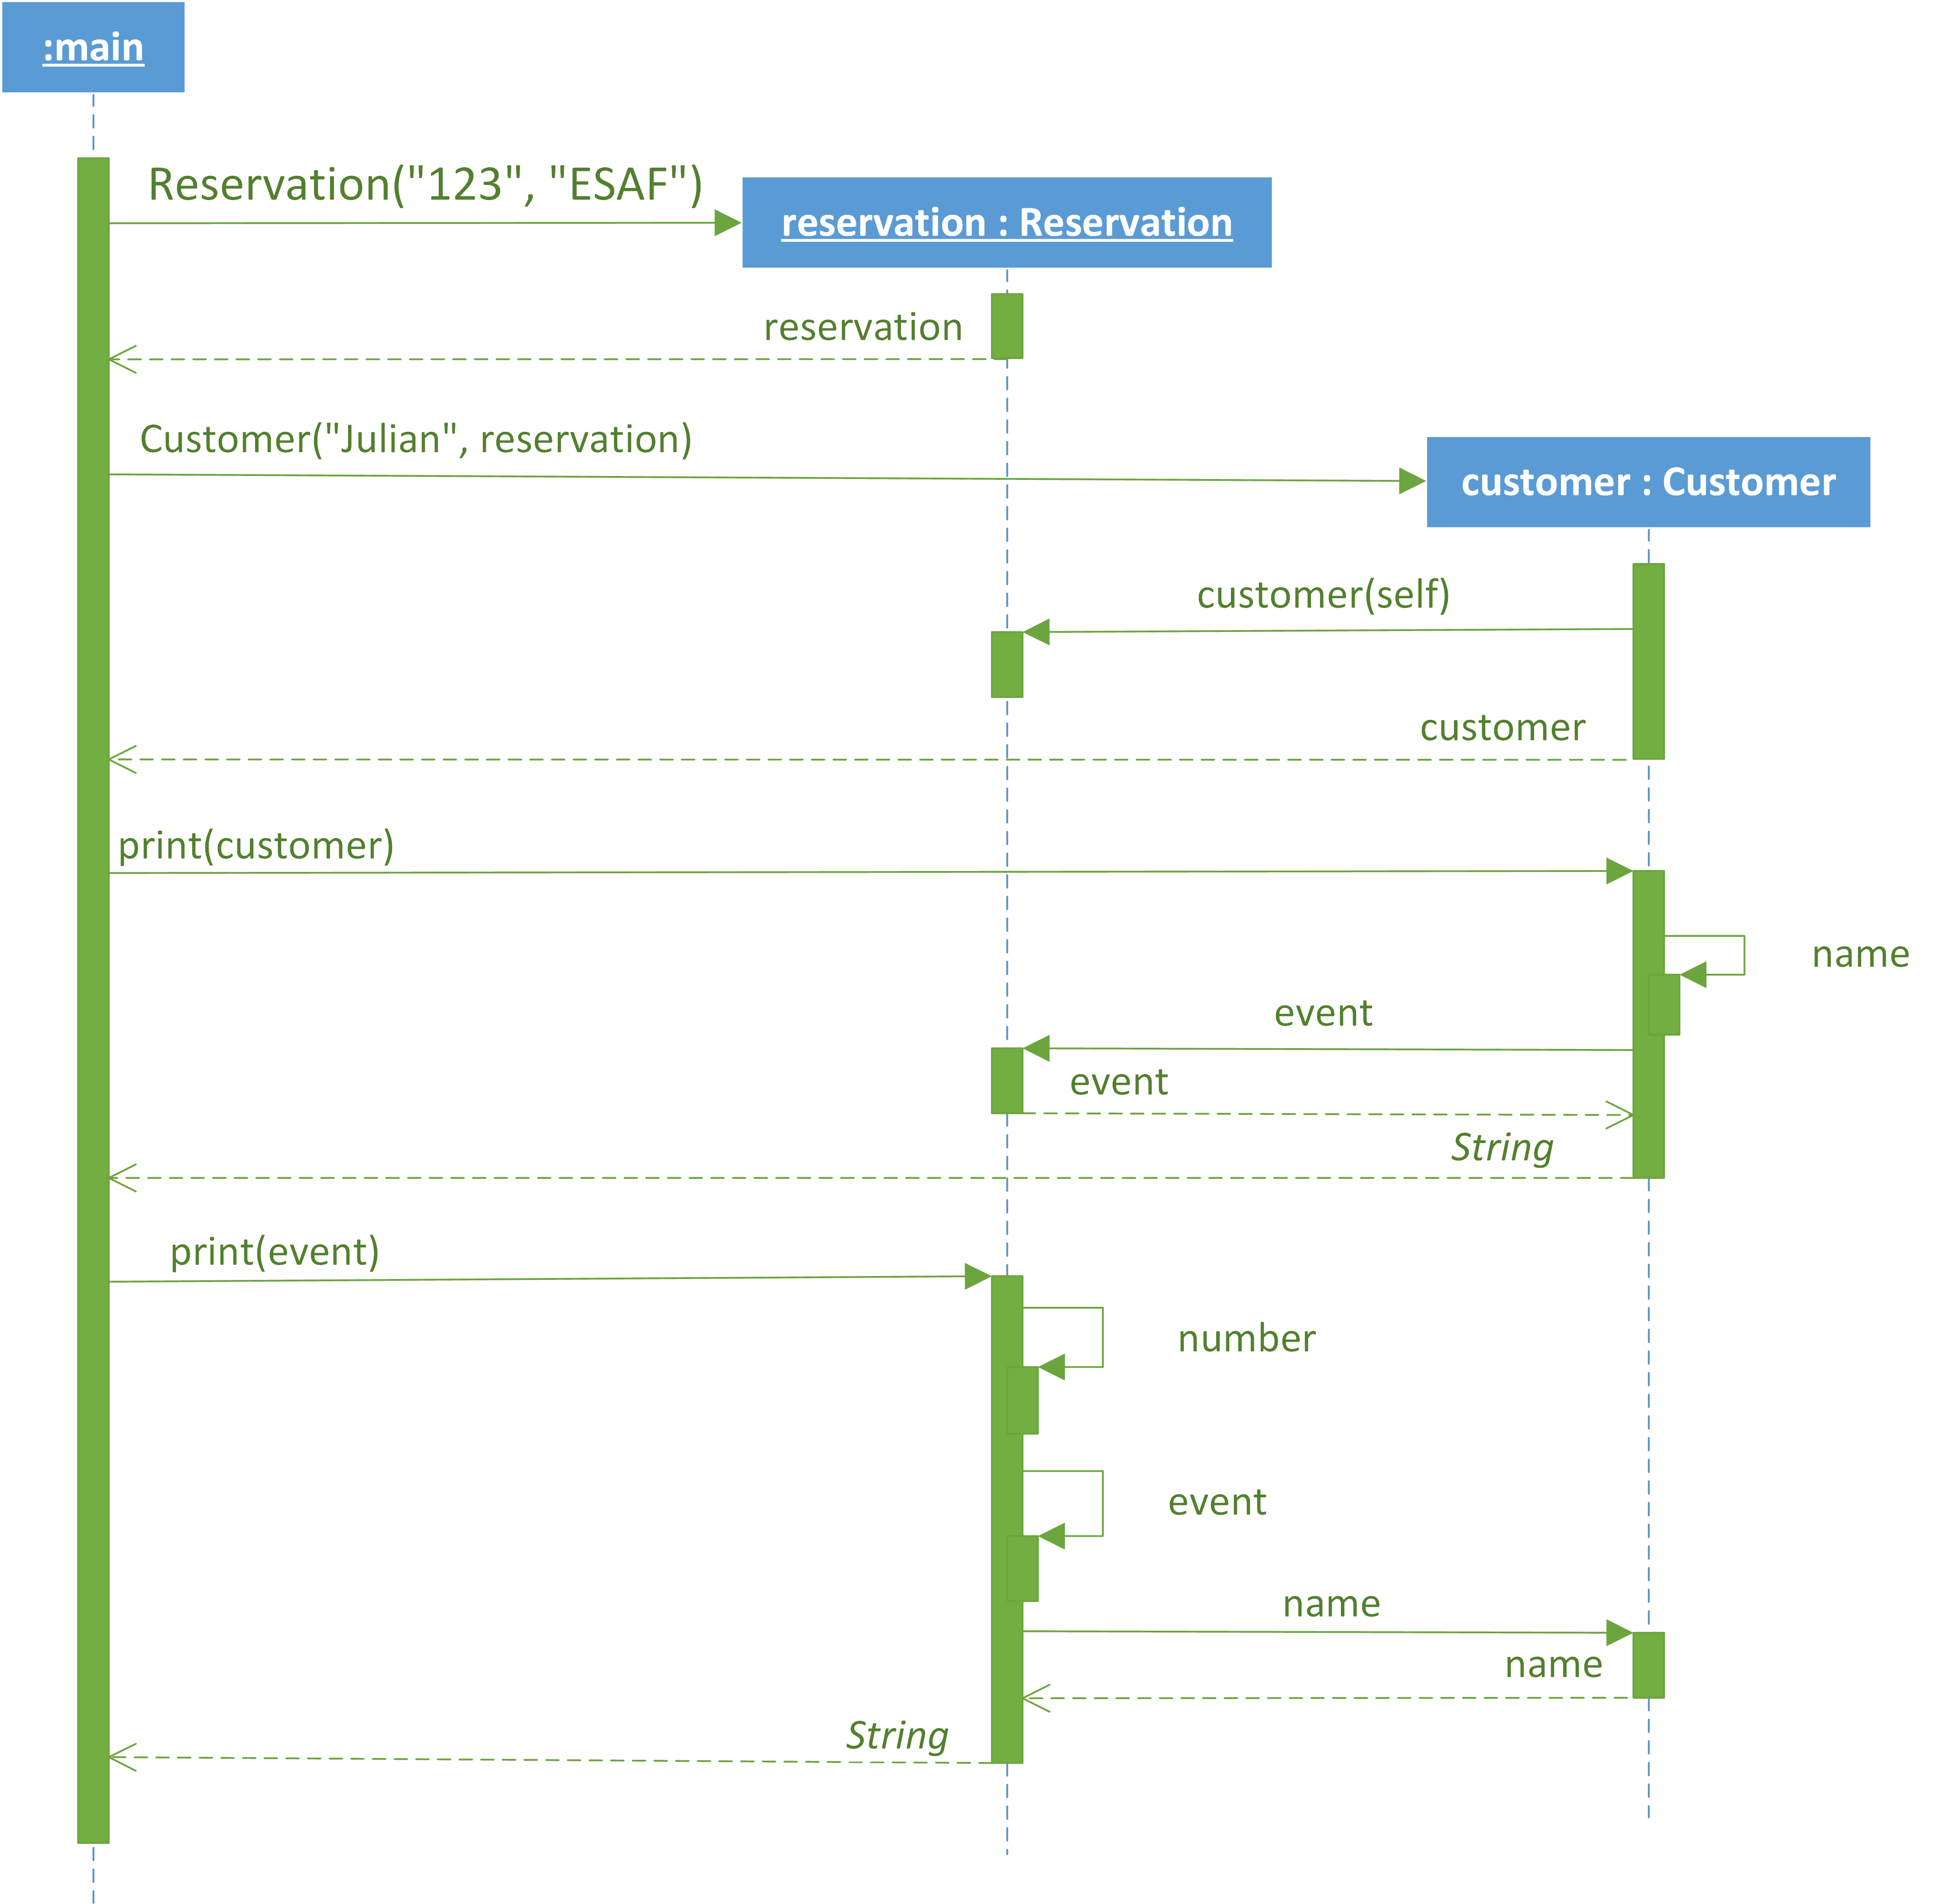 :main
Reservation("123", "ESAF")
reservation : Reservation
reservation
Customer("Julian", reservation)
customer : Customer
customer(self)
customer
print(customer)
name
event
event
String
print(event)
number
event
name
name
String